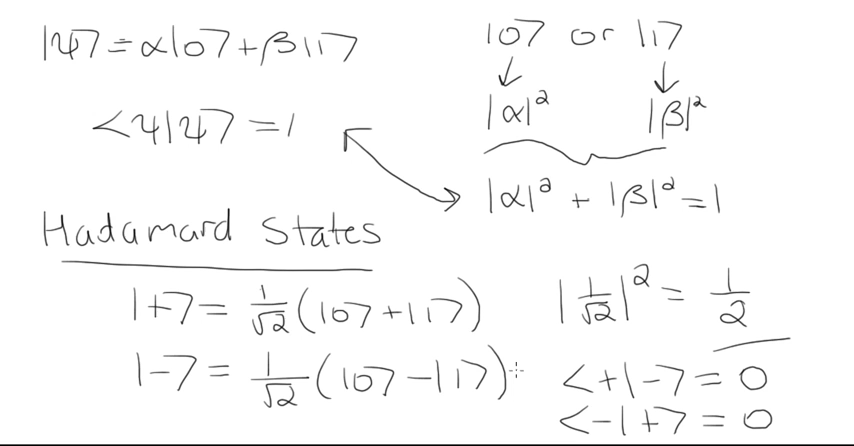 |ψ⟩ = α|0⟩ + β|1⟩
⟨ψ|ψ⟩ = 1
|0⟩ or |1⟩
|α|² |β|²
|α|² + |β|² = 1
Hadamard States
|+⟩ = 1/√2 (|0⟩ + |1⟩)
|−⟩ = 1/√2 (|0⟩ − |1⟩)
|1/√2|² = 1/2
⟨+|−⟩ = 0
⟨−|+⟩ = 0